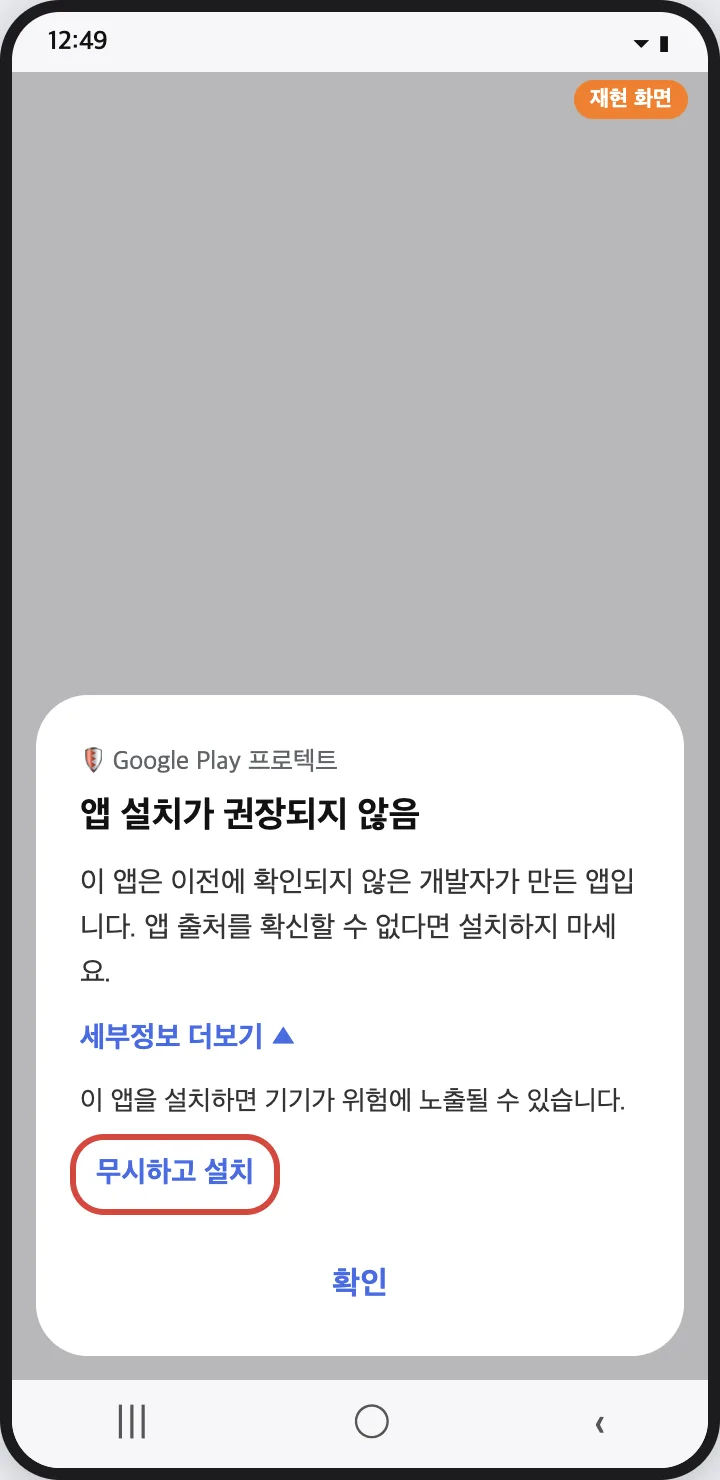 12:49
재현 화면
Google Play 프로텍트
앱 설치가 권장되지 않음
이 앱은 이전에 확인되지 않은 개발자가 만든 앱입
니다. 앱 출처를 확신할 수 없다면 설치하지 마세
요.
세부정보 더보기 ▲
이 앱을 설치하면 기기가 위험에 노출될 수 있습니다.
무시하고 설치
확인